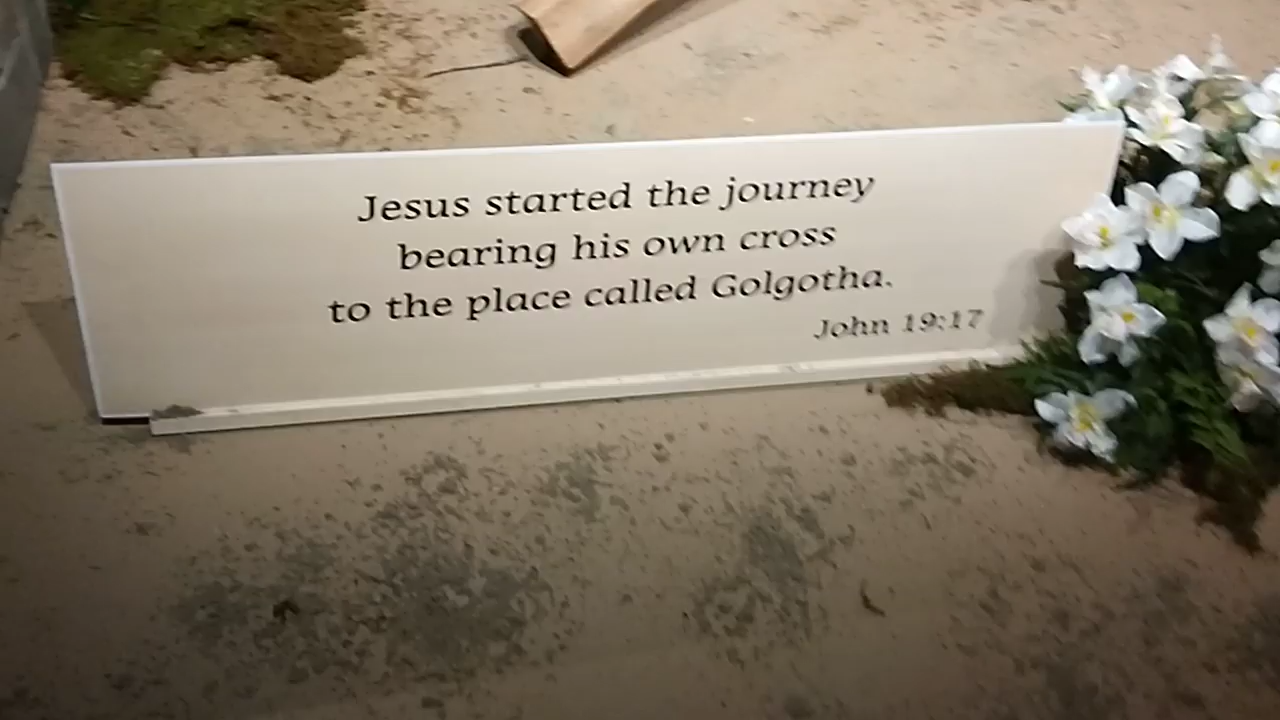 Jesus started the journey
bearing his own cross
to the place called Golgotha.
John 19:17